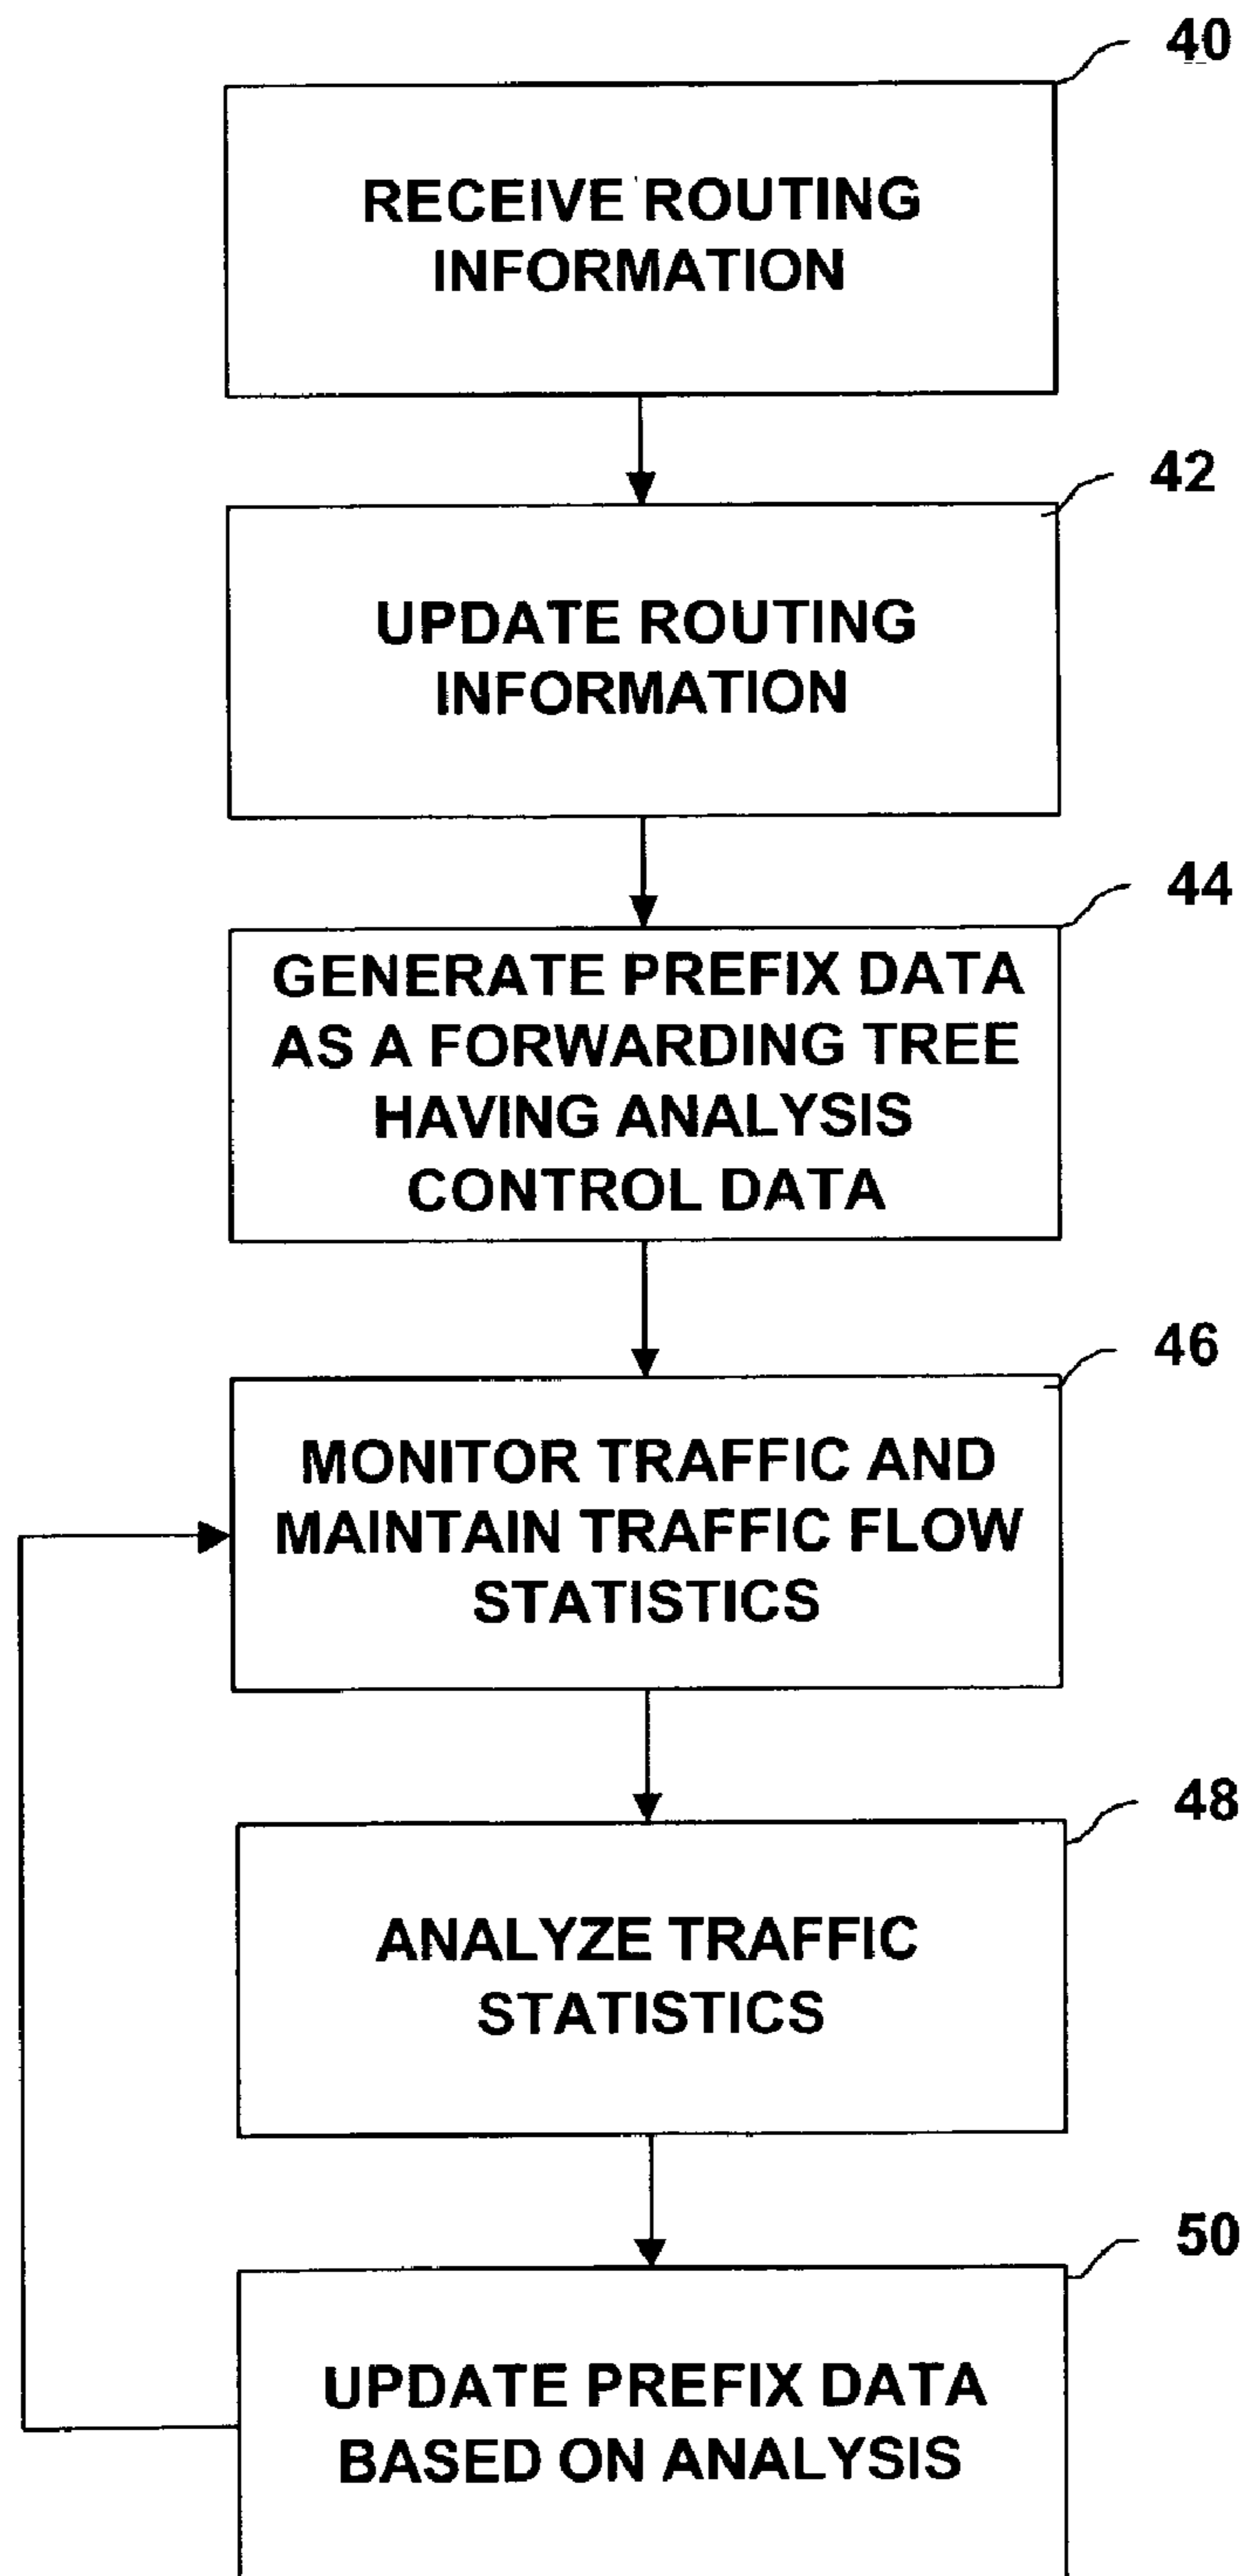 40
RECEIVE ROUTING
INFORMATION
42
UPDATE ROUTING
INFORMATION
44
GENERATE PREFIX DATA
AS A FORWARDING TREE
HAVING ANALYSIS
CONTROL DATA
46
MONITOR TRAFFIC AND
MAINTAIN TRAFFIC FLOW
STATISTICS
48
ANALYZE TRAFFIC
STATISTICS
50
UPDATE PREFIX DATA
BASED ON ANALYSIS